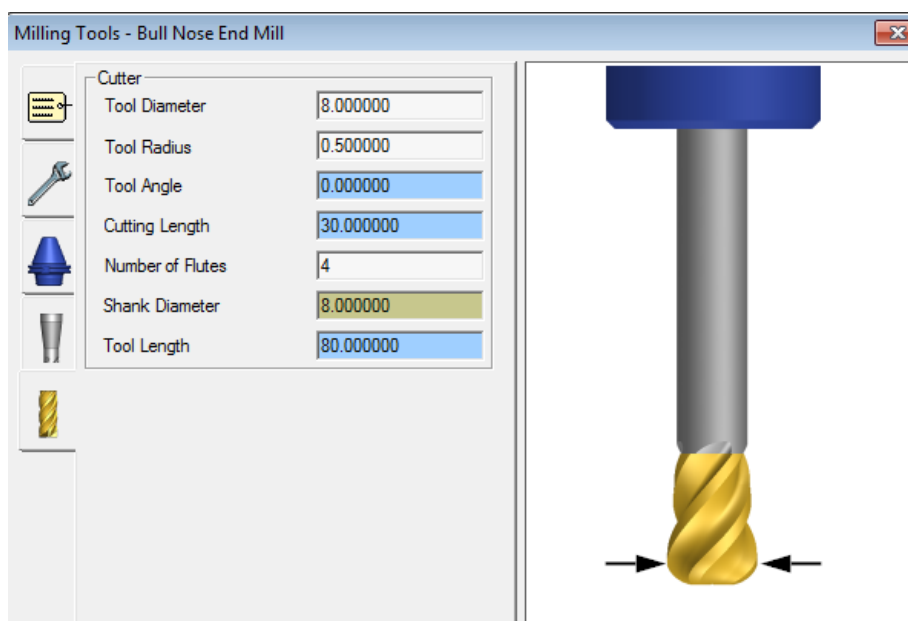 Milling Tools - Bull Nose End Mill
Cutter
Tool Diameter 8.000000
Tool Radius 0.500000
Tool Angle 0.000000
Cutting Length 30.000000
Number of Flutes 4
Shank Diameter 8.000000
Tool Length 80.000000